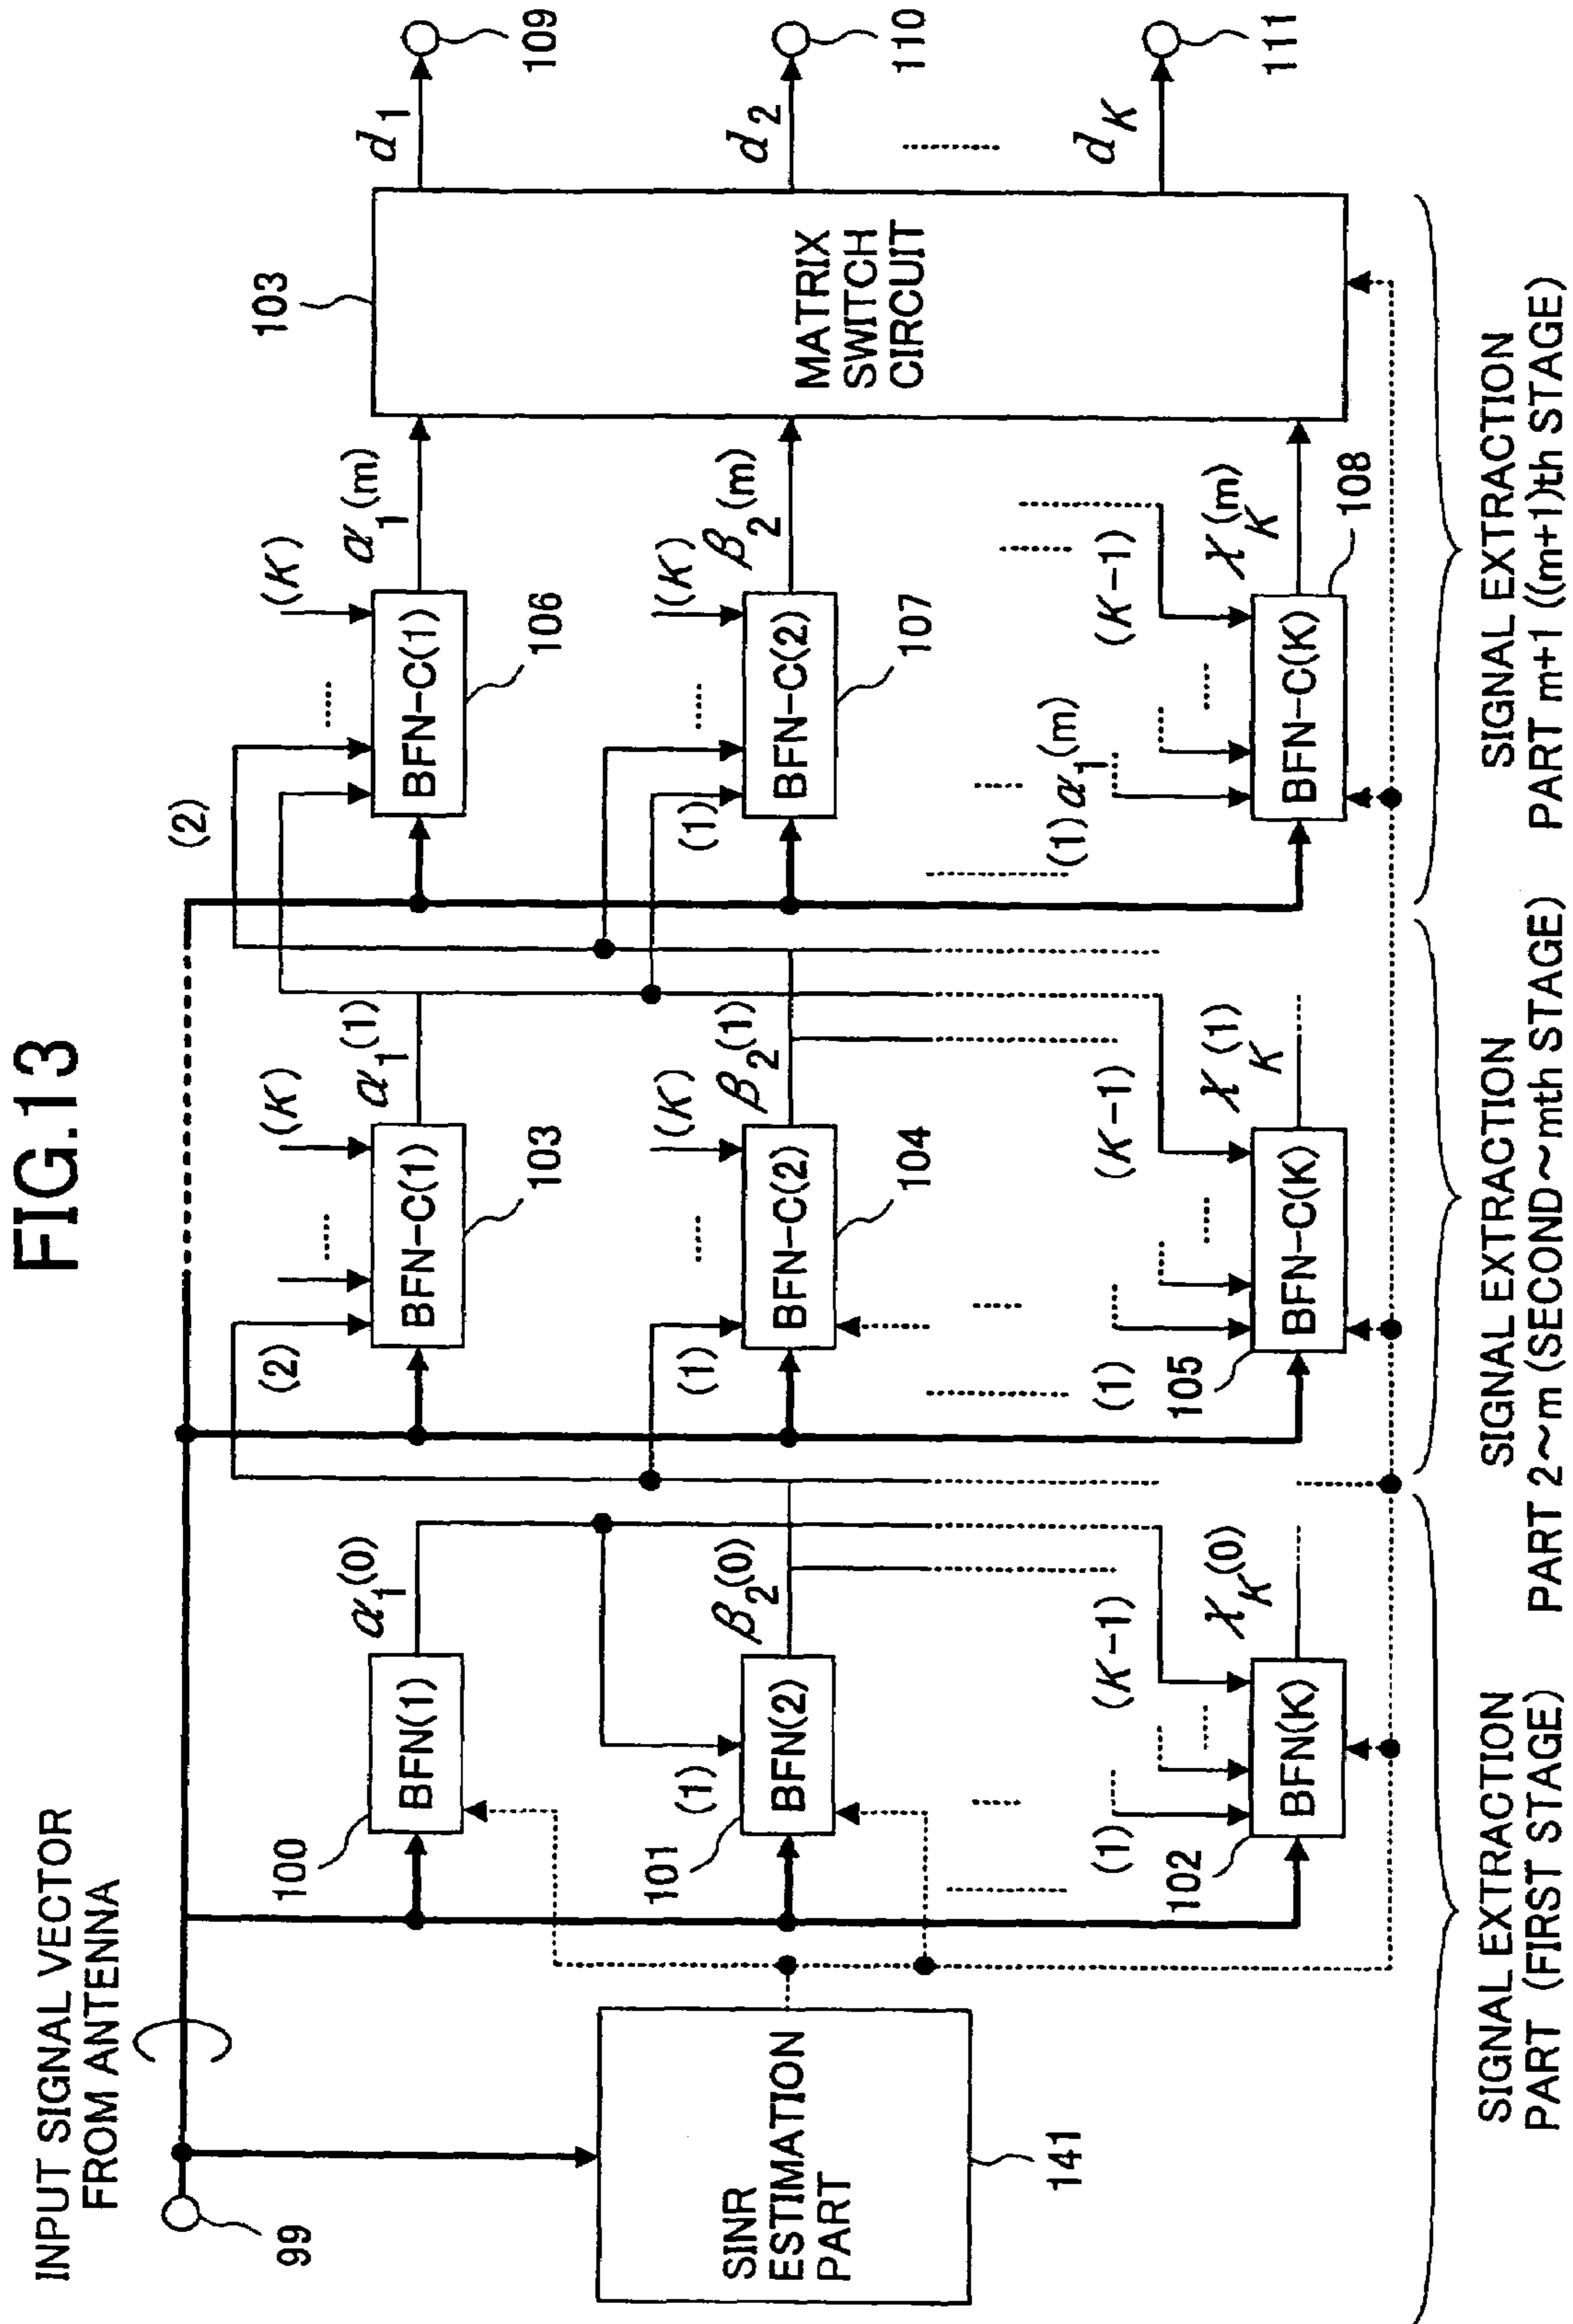 FIG.13
INPUT SIGNAL VECTOR
FROM ANTENNA
99
SINR
ESTIMATION
PART
141
100
BFN(1)
α₁⁽⁰⁾
(1)
101
BFN(2)
β₂⁽⁰⁾
(1)
(K-1)
102
BFN(K)
χ_K⁽⁰⁾
(2)
(K)
BFN-C(1)
103
α₁⁽¹⁾
(1)
(K)
BFN-C(2)
104
β₂⁽¹⁾
(1)
(K-1)
105
BFN-C(K)
χ_K⁽¹⁾
(2)
(K)
BFN-C(1)
106
α₁⁽ᵐ⁾
(1)
(K)
BFN-C(2)
107
β₂⁽ᵐ⁾
(1) α₁⁽ᵐ⁾
(K-1)
BFN-C(K)
108
χ_K⁽ᵐ⁾
103
MATRIX
SWITCH
CIRCUIT
d₁
109
d₂
110
d_K
111
SIGNAL EXTRACTION
PART (FIRST STAGE)
SIGNAL EXTRACTION
PART 2~m (SECOND~mth STAGE)
SIGNAL EXTRACTION
PART m+1 ((m+1)th STAGE)